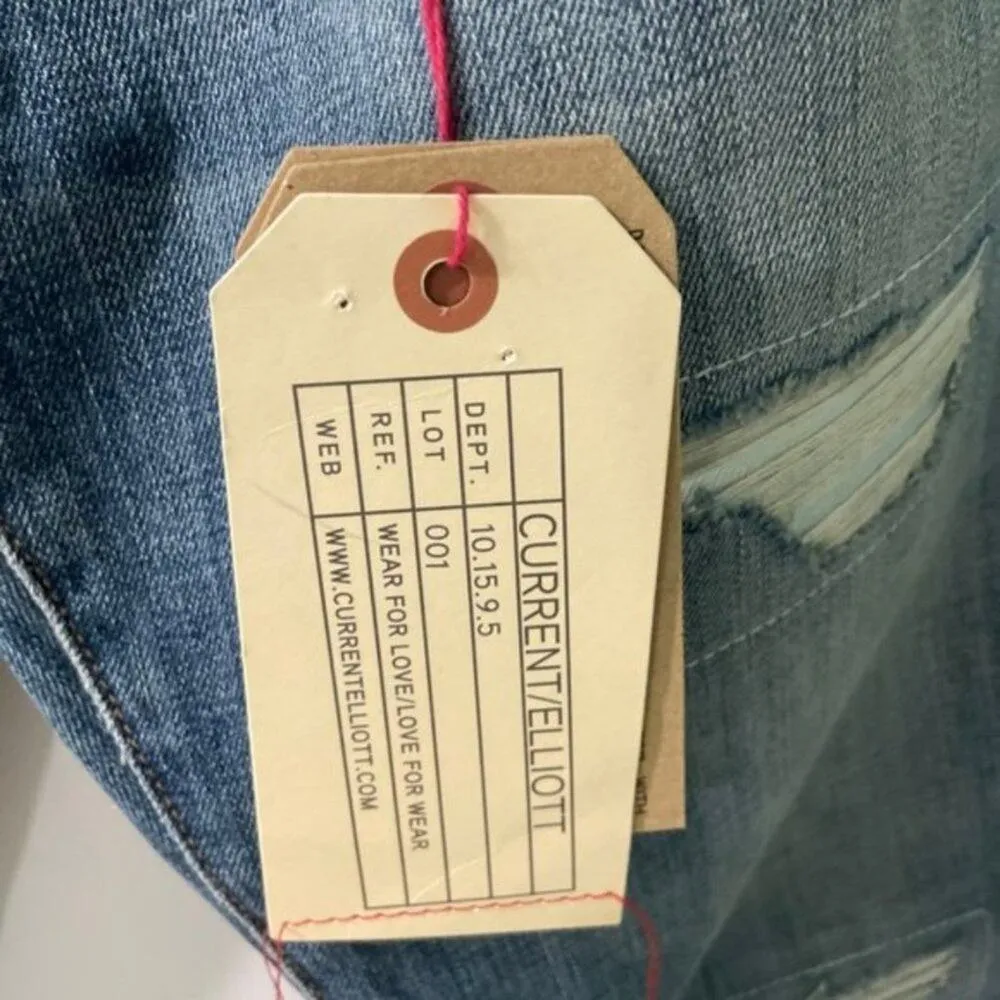 CURRENT/ELLIOTT
DEPT. 10.15.9.5
LOT 001
REF. WEAR FOR LOVE/LOVE FOR WEAR
WEB WWW.CURRENTELLIOTT.COM